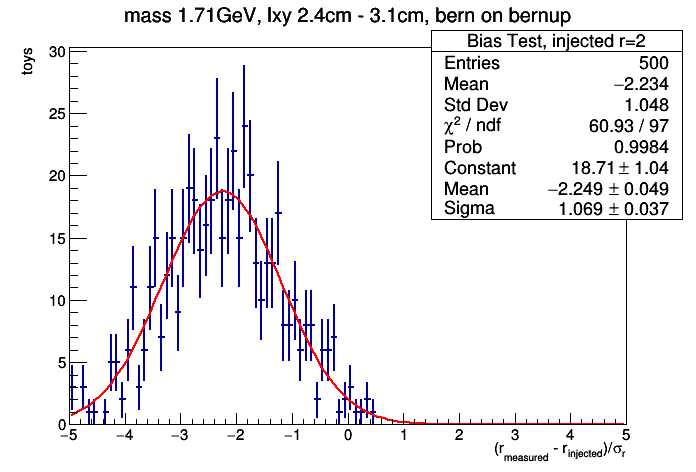 mass 1.71GeV, lxy 2.4cm - 3.1cm, bern on bernup
Bias Test, injected r=2
Entries 500
Mean −2.234
Std Dev 1.048
χ² / ndf 60.93 / 97
Prob 0.9984
Constant 18.71 ± 1.04
Mean −2.249 ± 0.049
Sigma 1.069 ± 0.037
toys
30
25
20
15
10
5
0
−5 −4 −3 −2 −1 0 1 2 3 4 5
(r_measured - r_injected)/σ_r